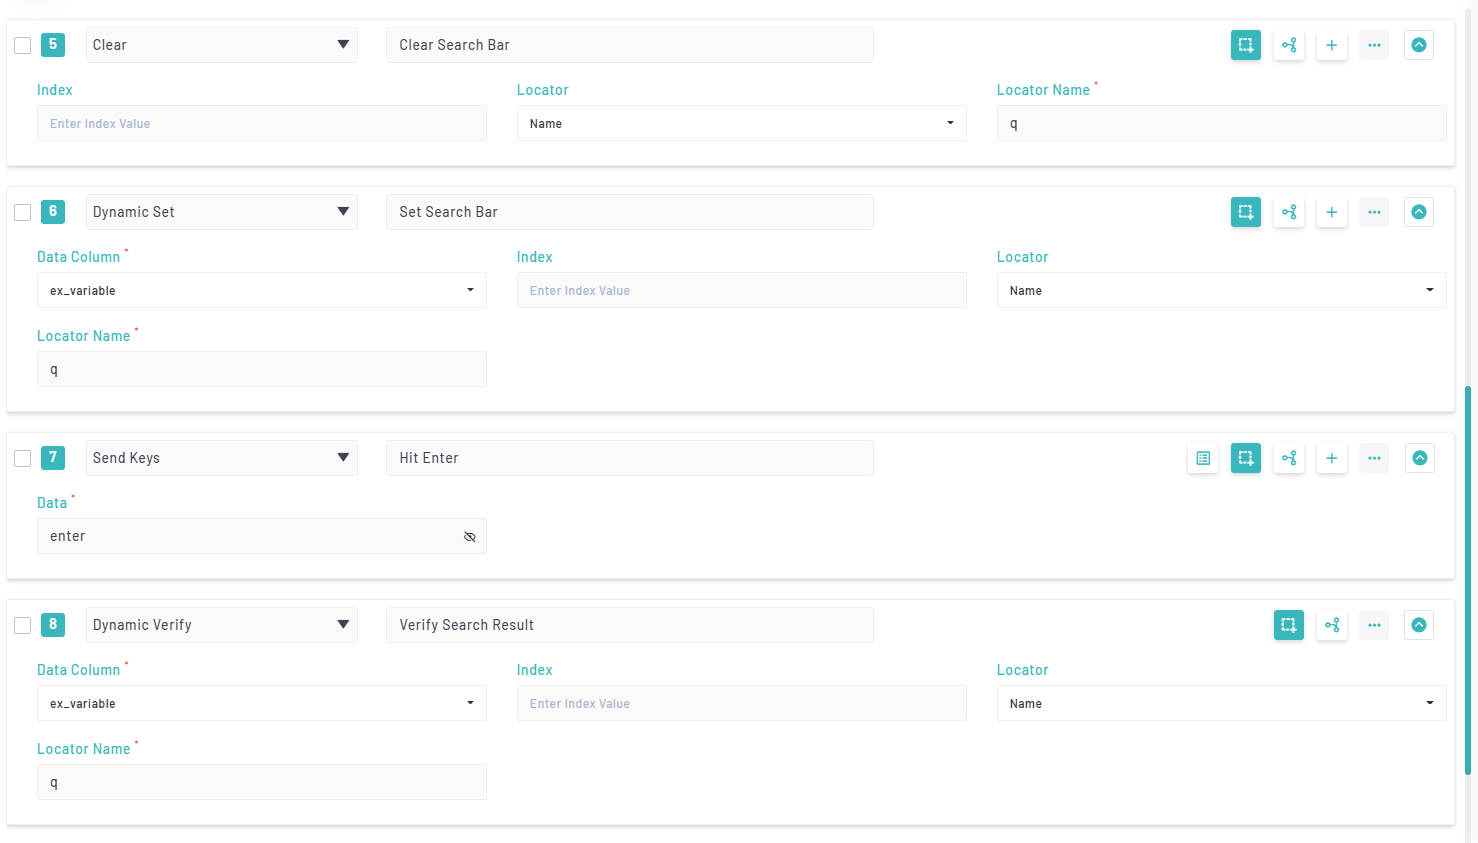 5 Clear Clear Search Bar
Index Locator Locator Name *
Enter Index Value Name q
6 Dynamic Set Set Search Bar
Data Column * Index Locator
ex_variable Enter Index Value Name
Locator Name *
q
7 Send Keys Hit Enter
Data *
enter
8 Dynamic Verify Verify Search Result
Data Column * Index Locator
ex_variable Enter Index Value Name
Locator Name *
q